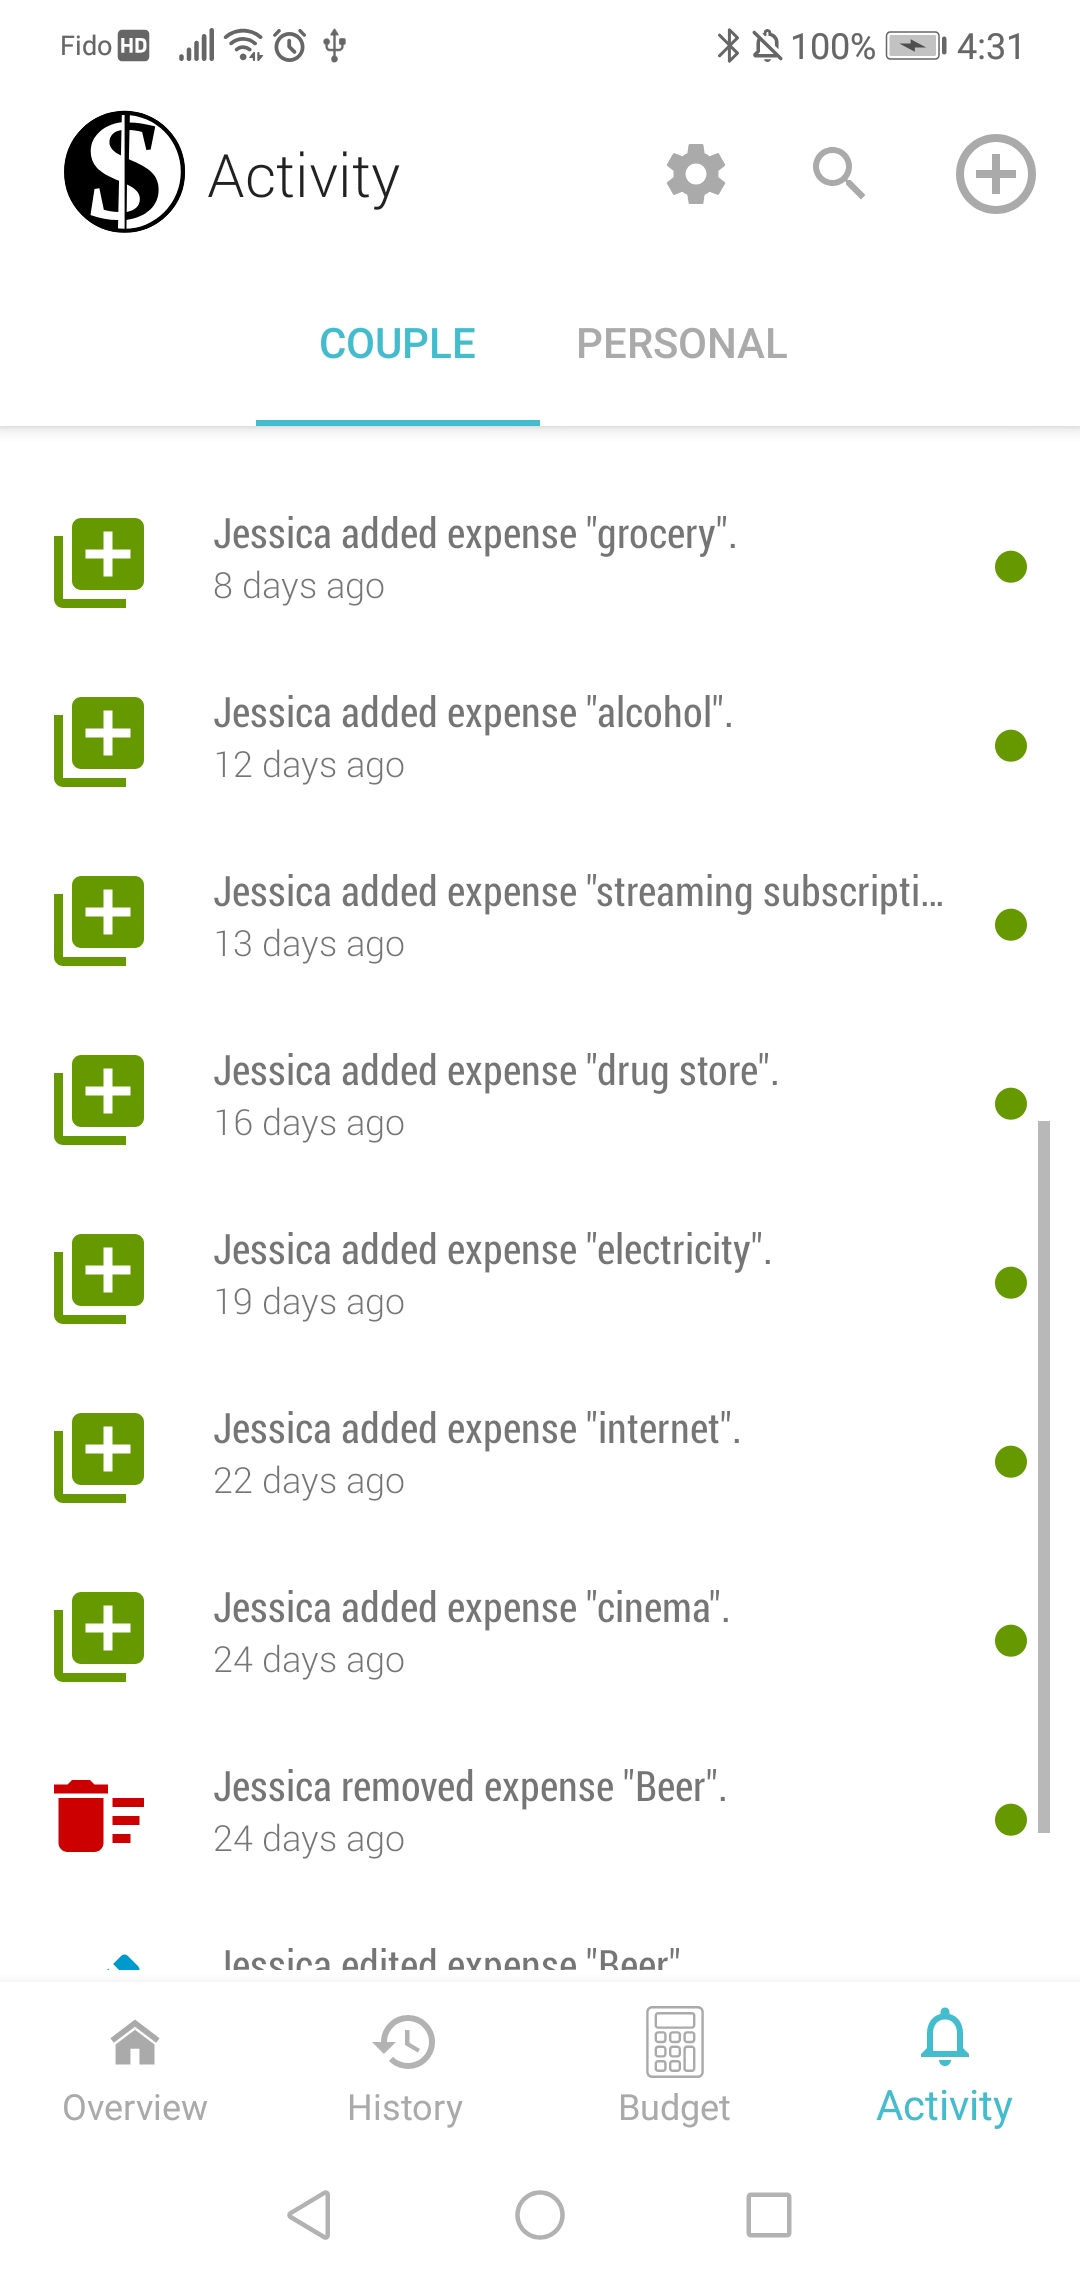 Fido HD 100% 4:31
$ Activity
COUPLE PERSONAL
Jessica added expense "grocery".
8 days ago
Jessica added expense "alcohol".
12 days ago
Jessica added expense "streaming subscripti...
13 days ago
Jessica added expense "drug store".
16 days ago
Jessica added expense "electricity".
19 days ago
Jessica added expense "internet".
22 days ago
Jessica added expense "cinema".
24 days ago
Jessica removed expense "Beer".
24 days ago
Jessica edited expense "Beer"
Overview History Budget Activity